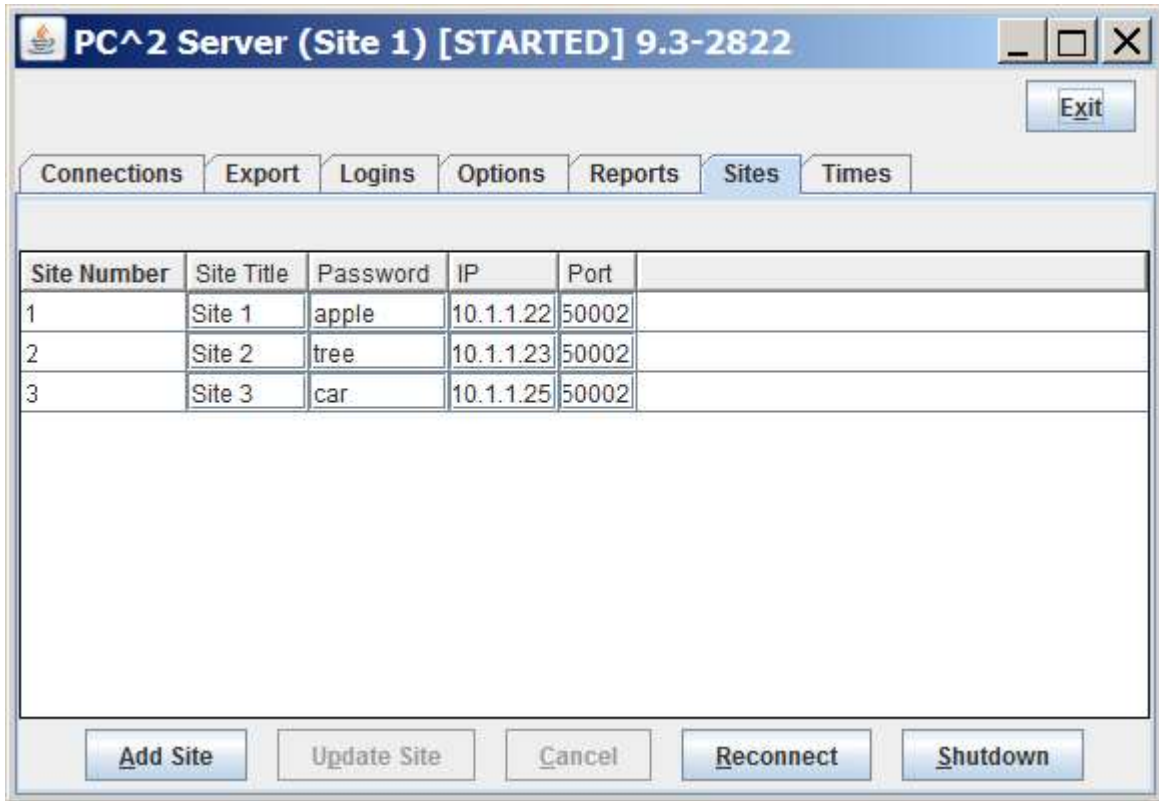 PC^2 Server (Site 1) [STARTED] 9.3-2822
Exit
Connections Export Logins Options Reports Sites Times
Site Number Site Title Password IP Port
1 Site 1 apple 10.1.1.22 50002
2 Site 2 tree 10.1.1.23 50002
3 Site 3 car 10.1.1.25 50002
Add Site Update Site Cancel Reconnect Shutdown